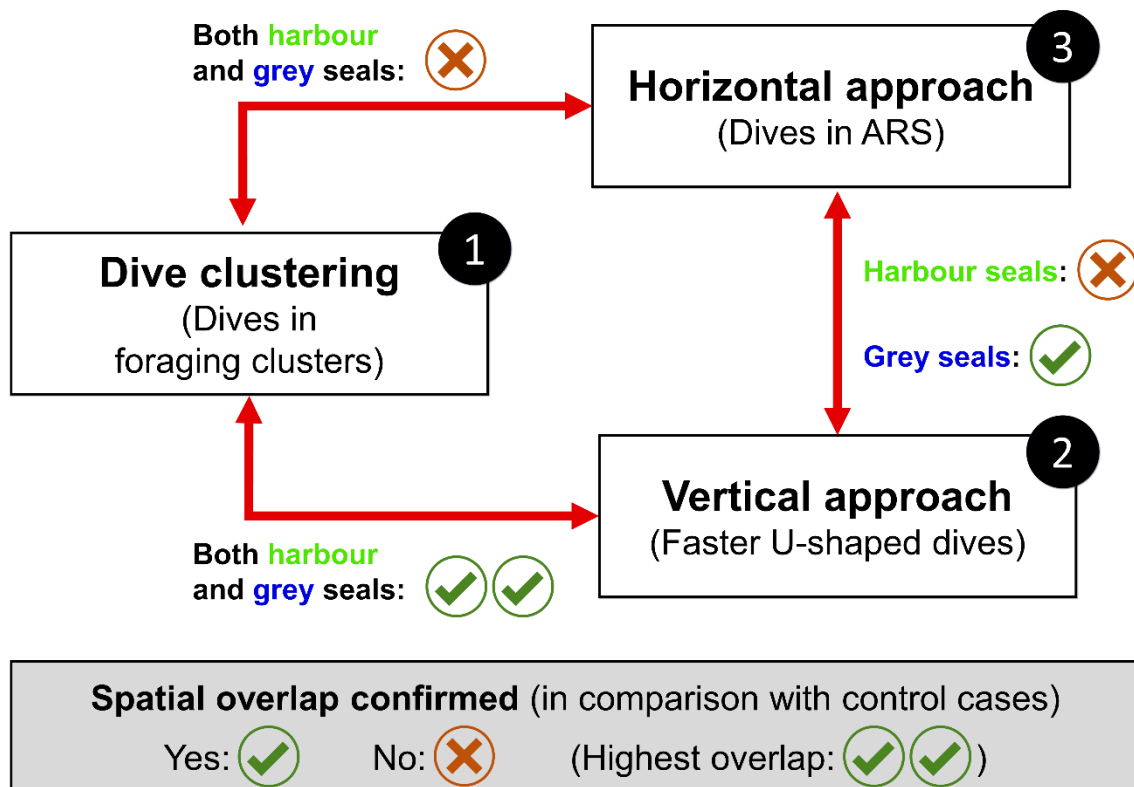 Both harbour
and grey seals:
3
Horizontal approach
(Dives in ARS)
1
Dive clustering
(Dives in
foraging clusters)
Harbour seals:
Grey seals:
2
Vertical approach
(Faster U-shaped dives)
Both harbour
and grey seals:
Spatial overlap confirmed (in comparison with control cases)
Yes: No: (Highest overlap: )